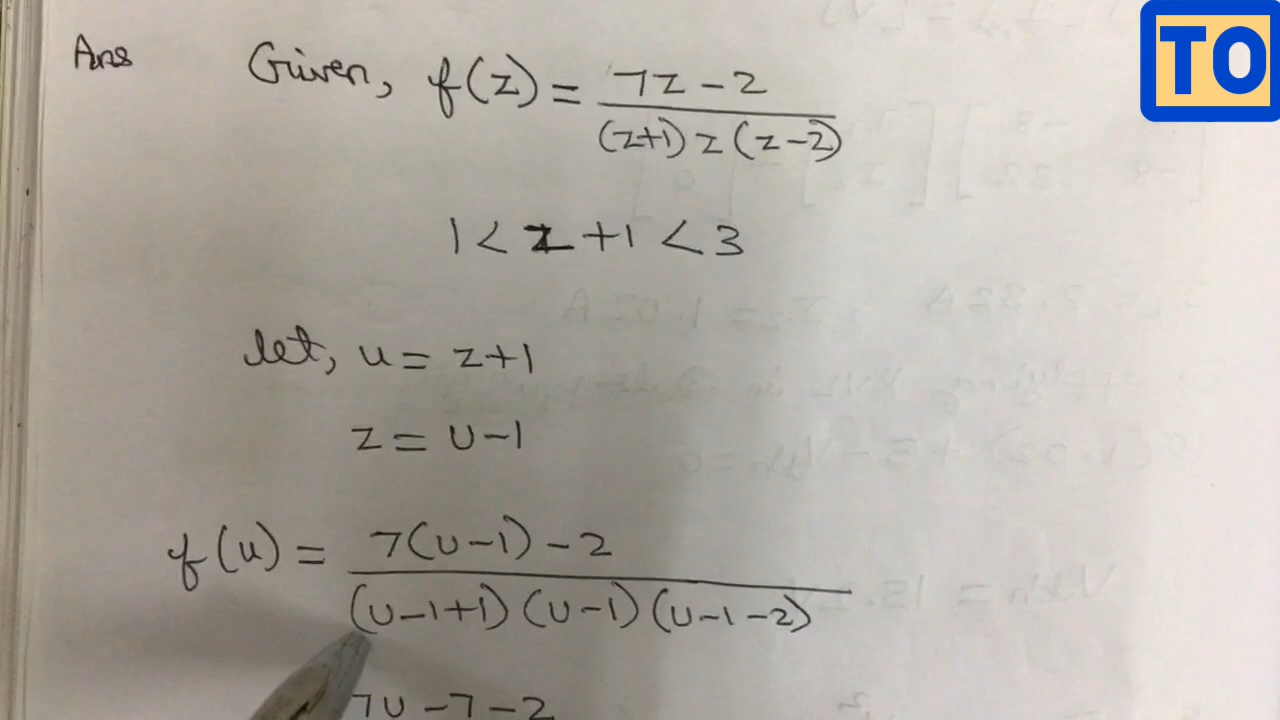 TO
Ans Given, f(z) = 7z - 2 / (z+1) z (z-2)
1 < z + 1 < 3
let, u = z+1
z = u-1
f(u) = 7(u-1) - 2 / (u-1+1) (u-1) (u-1-2)
7u - 7 - 2